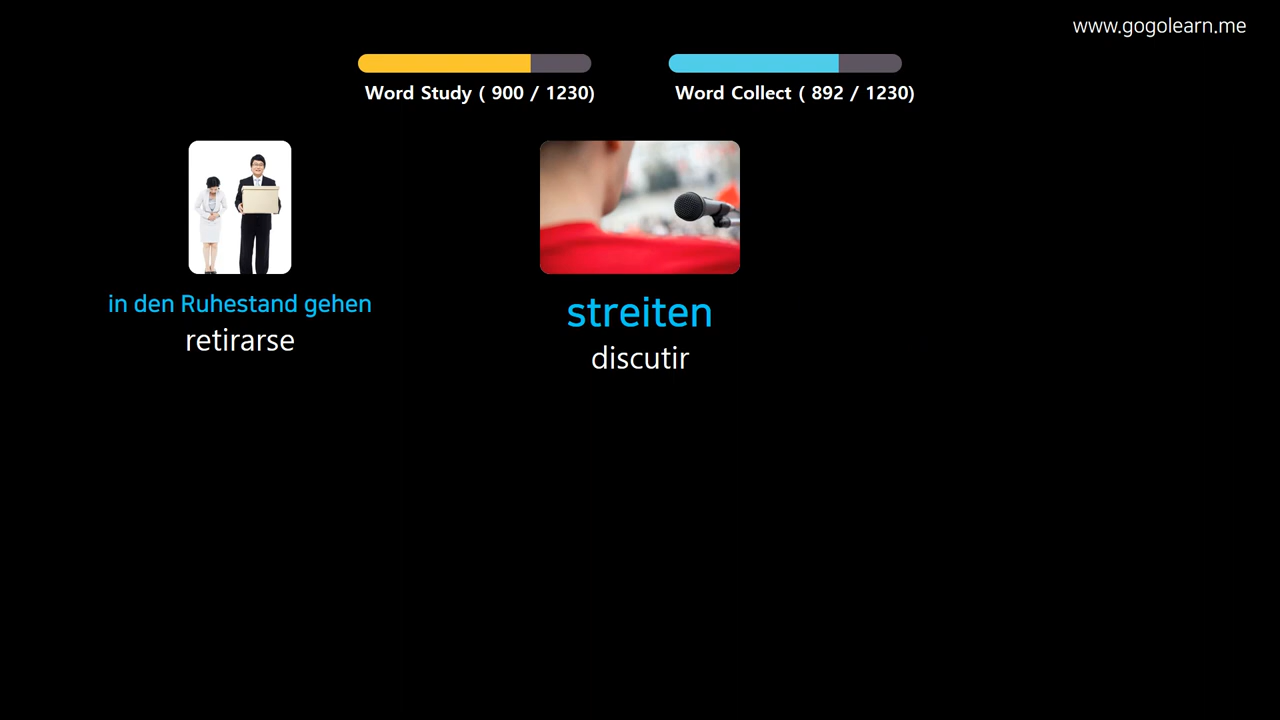 www.gogolearn.me
Word Study ( 900 / 1230)
Word Collect ( 892 / 1230)
in den Ruhestand gehen
retirarse
streiten
discutir